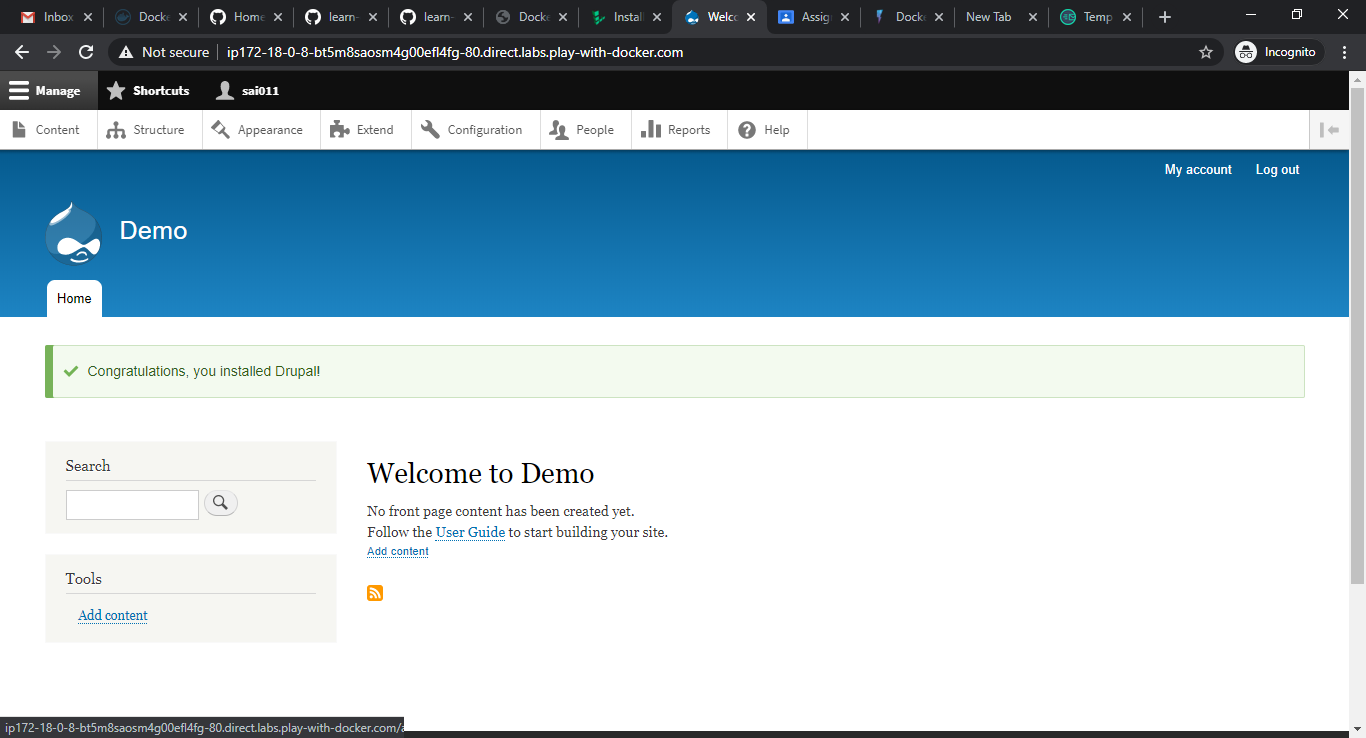 Inbox Docke Home learn- learn- Docke Install Welc Assig Docke New Tab Temp
Not secure ip172-18-0-8-bt5m8saosm4g00efl4fg-80.direct.labs.play-with-docker.com Incognito
Manage Shortcuts sai011
Content Structure Appearance Extend Configuration People Reports Help
My account Log out
Demo
Home
Congratulations, you installed Drupal!
Search
Welcome to Demo
No front page content has been created yet.
Follow the User Guide to start building your site.
Add content
Tools
Add content
ip172-18-0-8-bt5m8saosm4g00efl4fg-80.direct.labs.play-with-docker.com/a